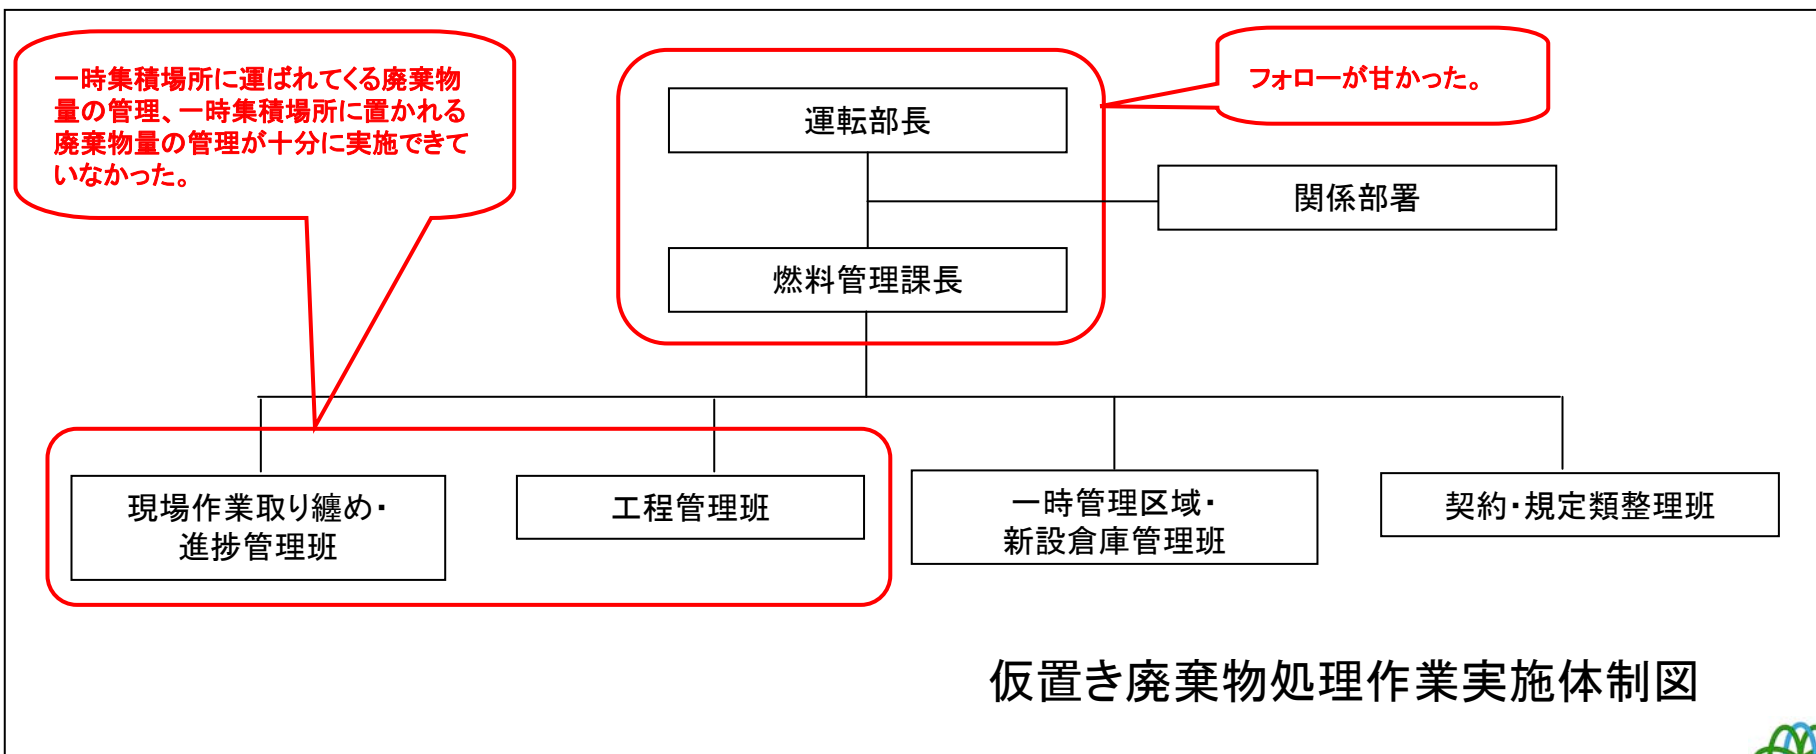 一時集積場所に運ばれてくる廃棄物
量の管理、一時集積場所に置かれる
廃棄物量の管理が十分に実施できて
いなかった。
フォローが甘かった。
運転部長
関係部署
燃料管理課長
現場作業取り纏め・
進捗管理班
工程管理班
一時管理区域・
新設倉庫管理班
契約・規定類整理班
仮置き廃棄物処理作業実施体制図